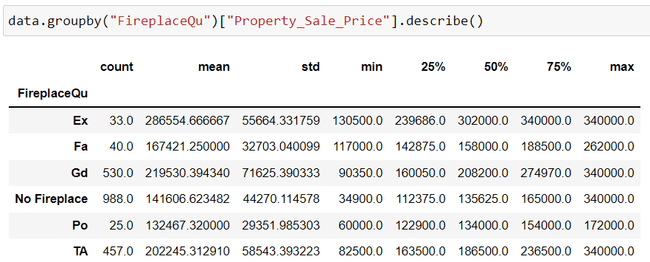 data.groupby("FireplaceQu")["Property_Sale_Price"].describe()
count mean std min 25% 50% 75% max
FireplaceQu
Ex 33.0 286554.666667 55664.331759 130500.0 239686.0 302000.0 340000.0 340000.0
Fa 40.0 167421.250000 32703.040099 117000.0 142875.0 158000.0 188500.0 262000.0
Gd 530.0 219530.394340 71625.390333 90350.0 160050.0 208200.0 274970.0 340000.0
No Fireplace 988.0 141606.623482 44270.114578 34900.0 112375.0 135625.0 165000.0 340000.0
Po 25.0 132467.320000 29351.985303 60000.0 122900.0 134000.0 154000.0 172000.0
TA 457.0 202245.312910 58543.393223 82500.0 163500.0 186500.0 236500.0 340000.0